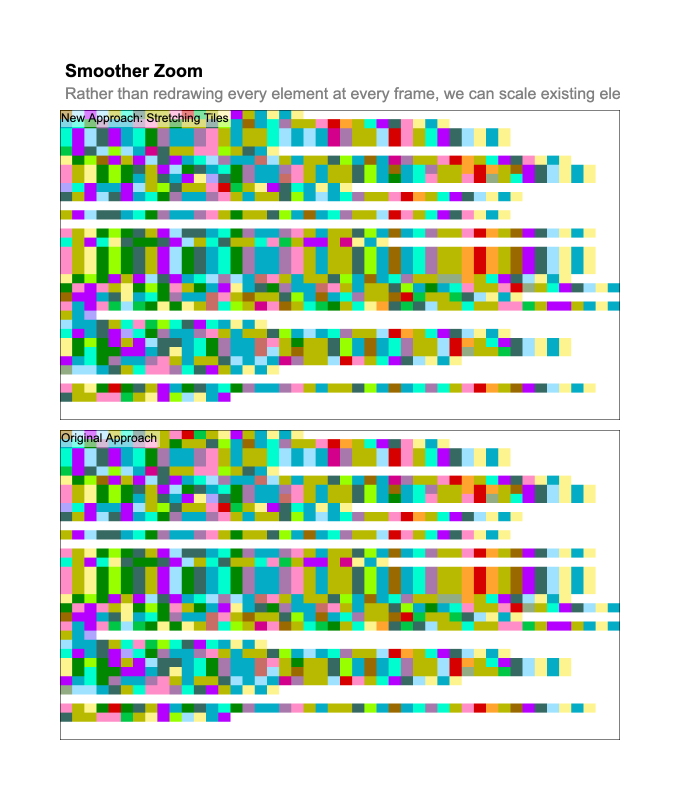 Smoother Zoom
Rather than redrawing every element at every frame, we can scale existing ele
New Approach: Stretching Tiles
Original Approach